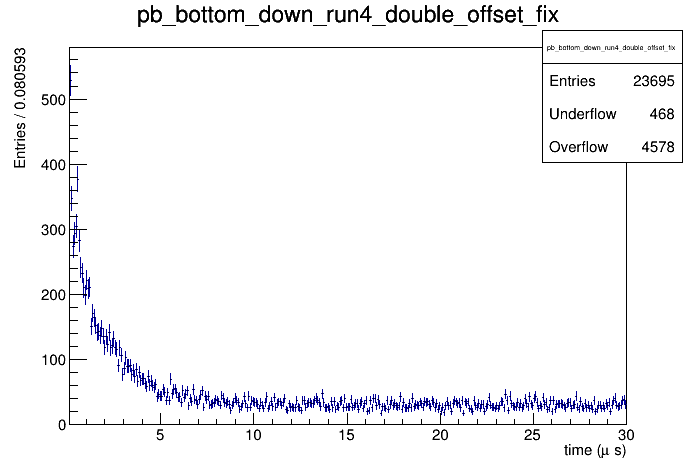 pb_bottom_down_run4_double_offset_fix
pb_bottom_down_run4_double_offset_fix
Entries 23695
Underflow 468
Overflow 4578
Entries / 0.080593
500
400
300
200
100
0
5 10 15 20 25 30
time (μ s)